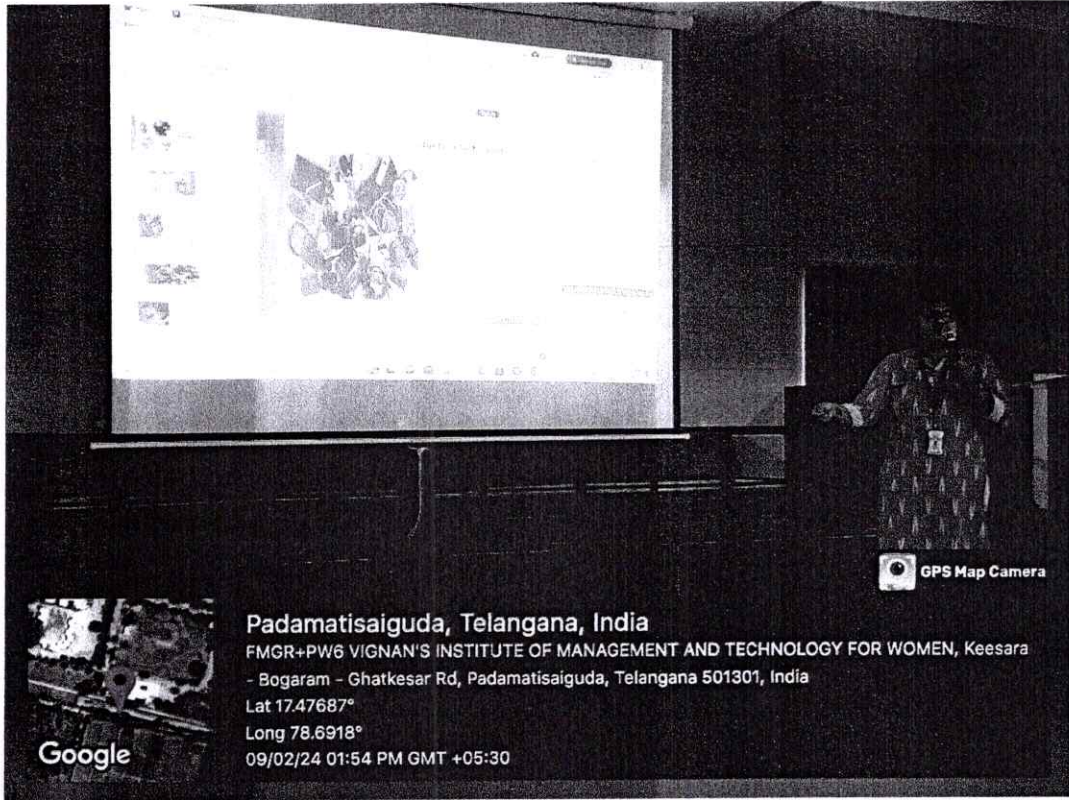 GPS Map Camera
Padamatisaiguda, Telangana, India
FMGR+PW6 VIGNAN'S INSTITUTE OF MANAGEMENT AND TECHNOLOGY FOR WOMEN, Keesara
- Bogaram - Ghatkesar Rd, Padamatisaiguda, Telangana 501301, India
Lat 17.47687°
Long 78.6918°
09/02/24 01:54 PM GMT +05:30
Google